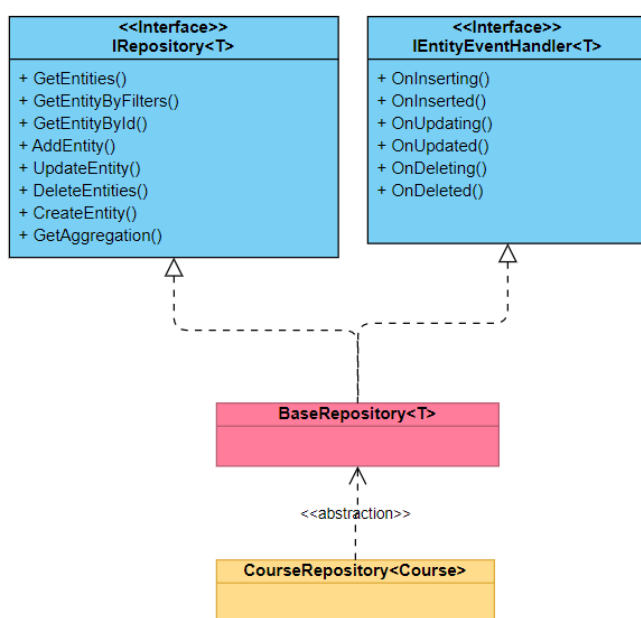 <<Interface>>
IRepository<T>
+ GetEntities()
+ GetEntityByFilters()
+ GetEntityById()
+ AddEntity()
+ UpdateEntity()
+ DeleteEntities()
+ CreateEntity()
+ GetAggregation()
<<Interface>>
IEntityEventHandler<T>
+ OnInserting()
+ OnInserted()
+ OnUpdating()
+ OnUpdated()
+ OnDeleting()
+ OnDeleted()
BaseRepository<T>
<<abstraction>>
CourseRepository<Course>